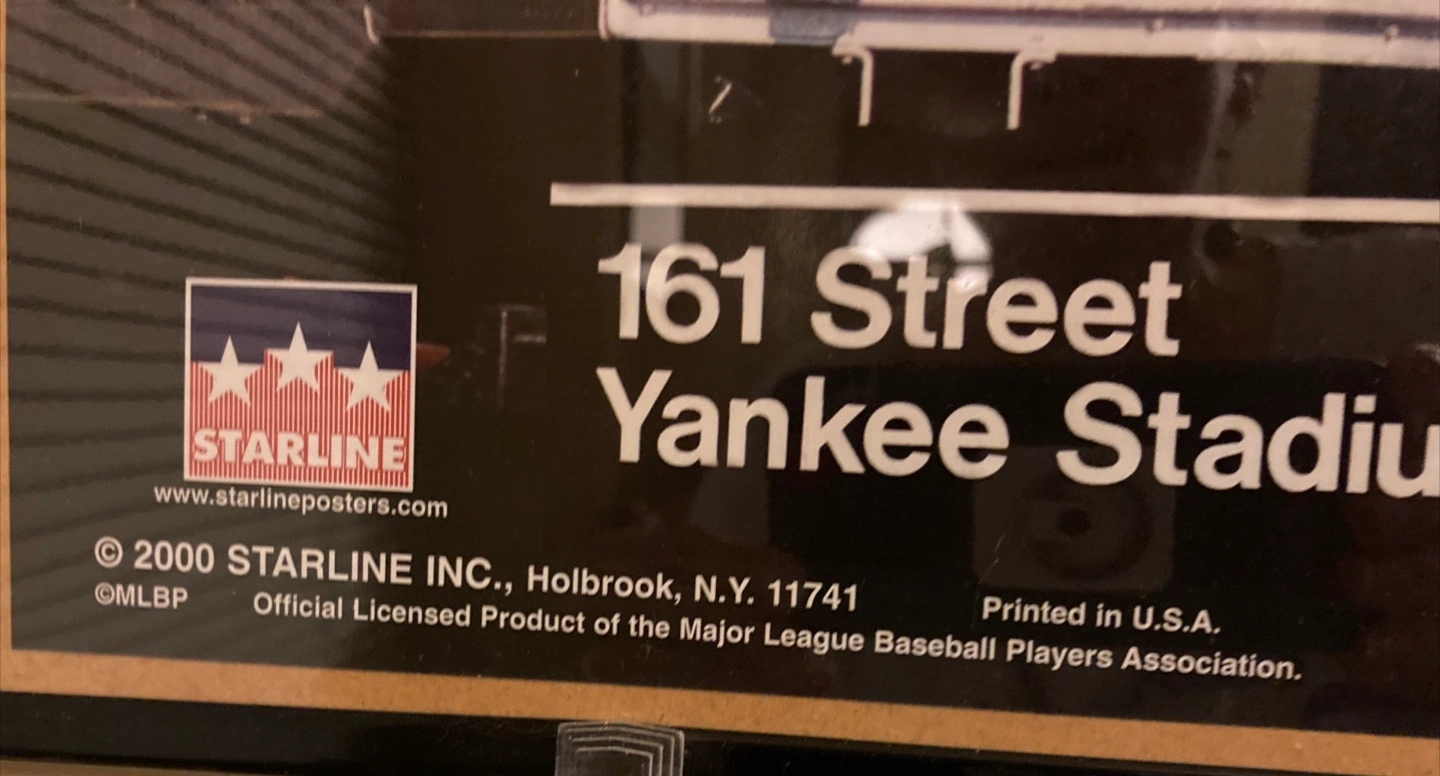 161 Street
Yankee Stadiu
STARLINE
www.starlineposters.com
© 2000 STARLINE INC., Holbrook, N.Y. 11741 Printed in U.S.A.
©MLBP Official Licensed Product of the Major League Baseball Players Association.